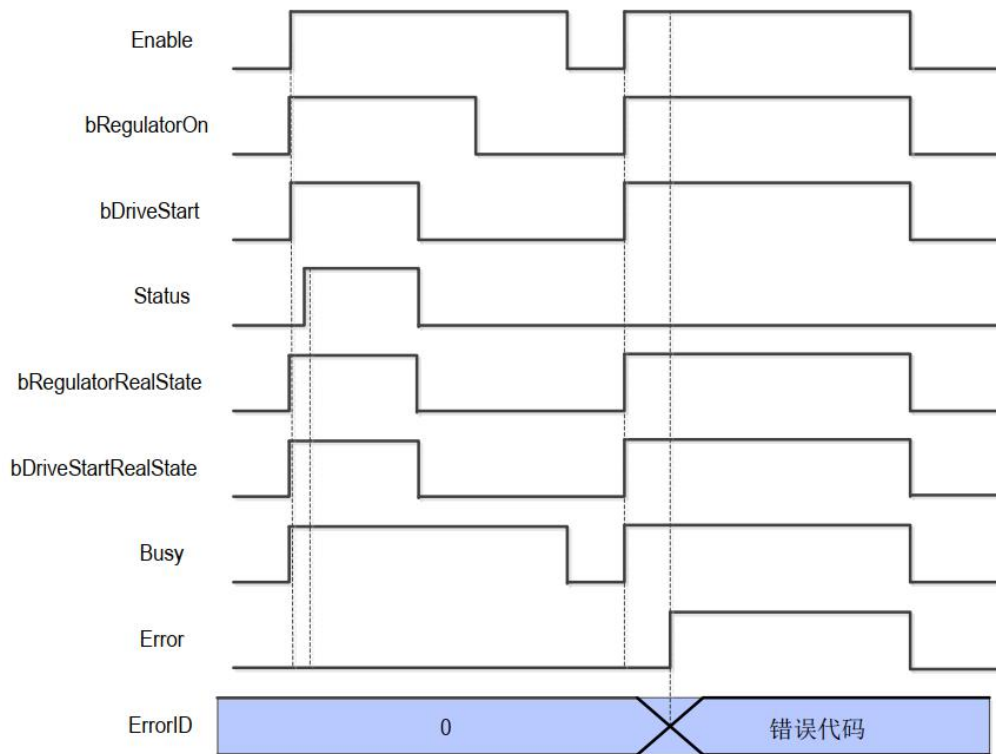 Enable
bRegulatorOn
bDriveStart
Status
bRegulatorRealState
bDriveStartRealState
Busy
Error
ErrorID 0 错误代码